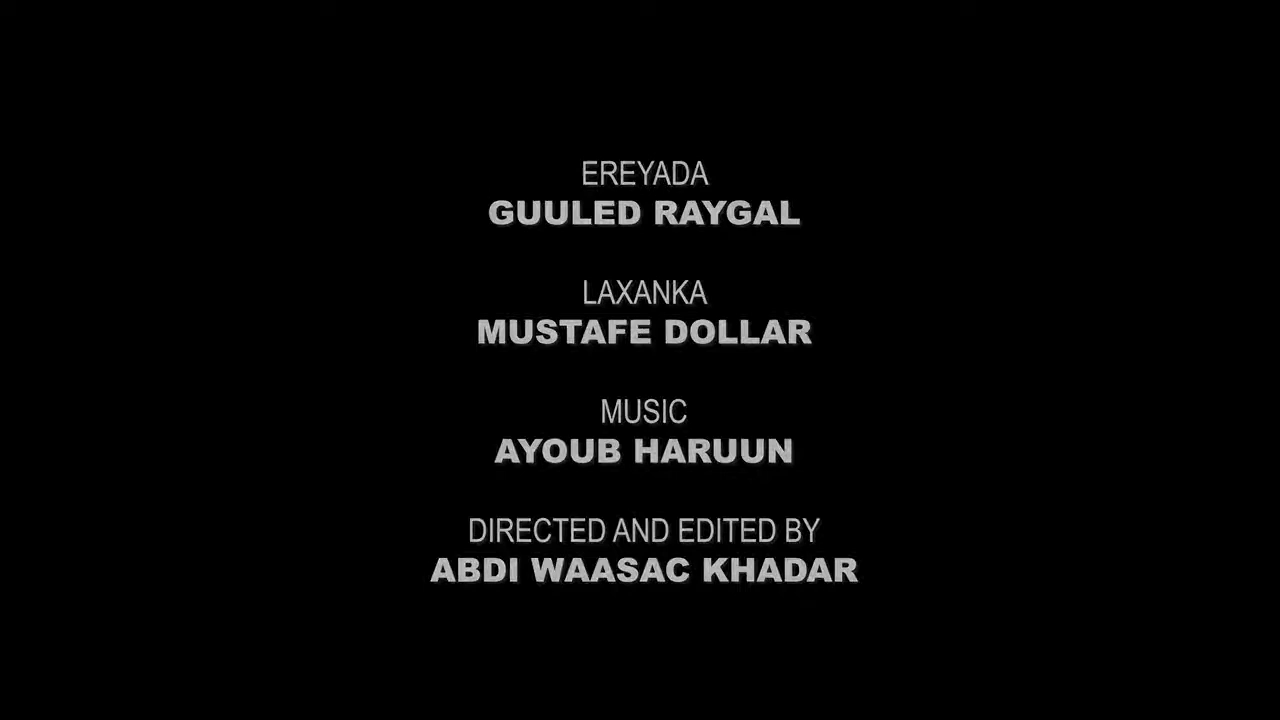 EREYADA
GUULED RAYGAL
LAXANKA
MUSTAFE DOLLAR
MUSIC
AYOUB HARUUN
DIRECTED AND EDITED BY
ABDI WAASAC KHADAR